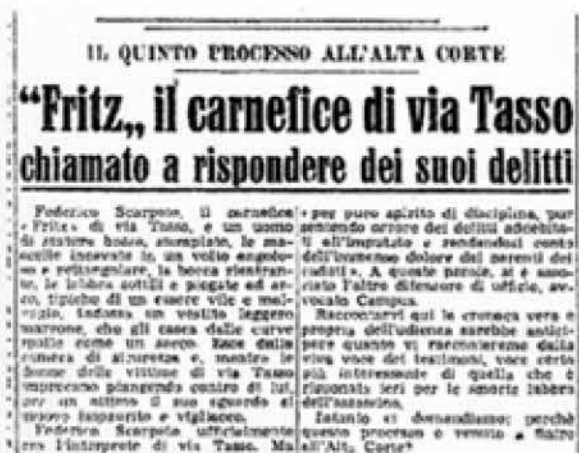 IL QUINTO PROCESSO ALL'ALTA CORTE
“Fritz„ il carnefice di via Tasso
chiamato a rispondere dei suoi delitti
Federico Scarpato, il carnefice
« Fritz » di via Tasso, è un uomo
di statura bassa, stempiato, le ma-
scelle incavate in un volto angolo-
so e rettangolare, la bocca rientran-
te, le labbra sottili e piegate ad ar-
co, tipiche di un essere vile e mal-
vagio, indossa un vestito leggero
marrone, che gli casca dalle curve
spalle come un sacco. Esce dalla
camera di sicurezza e, mentre le
donne delle vittime di via Tasso
imprecano piangendo contro di lui,
per un attimo il suo sguardo si
muove impaurito e vigliacco.
Federico Scarpato ufficialmente
era l'interprete di via Tasso. Ma
« per puro spirito di disciplina, pur
sentendo orrore dei delitti addebita-
ti all'imputato e rendendosi conto
dell'immenso dolore dei parenti dei
caduti ». A queste parole, si è asso-
ciato l'altro difensore di ufficio, av-
vocato Campus.
Raccontarvi qui la cronaca vera e
propria dell'udienza sarebbe antici-
pare quanto vi racconteremo dalla
viva voce dei testimoni, voce certo
più interessante di quella che è
risuonata ieri per le smorte labbra
dell'assassino.
Intanto ci domandiamo: perchè
questo processo è venuto a finire
all'Alta Corte?